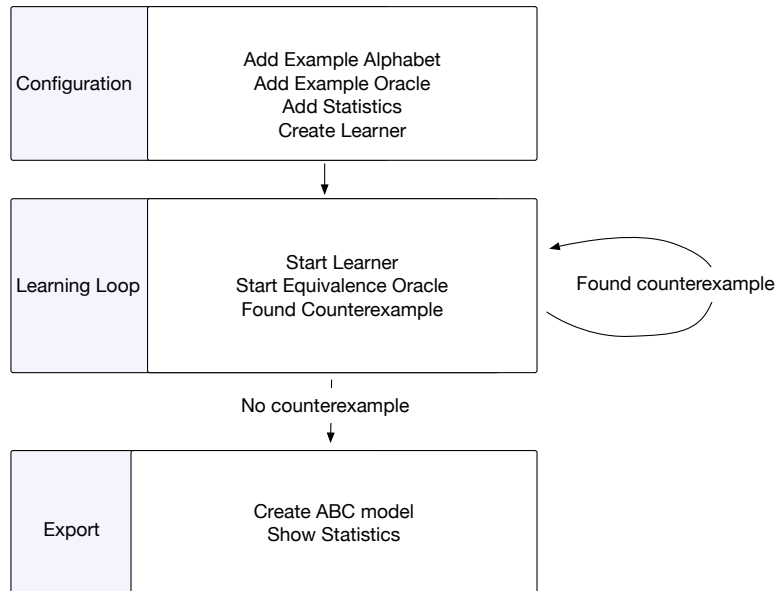 Configuration
Add Example Alphabet
Add Example Oracle
Add Statistics
Create Learner
Learning Loop
Start Learner
Start Equivalence Oracle
Found Counterexample
Found counterexample
No counterexample
Export
Create ABC model
Show Statistics